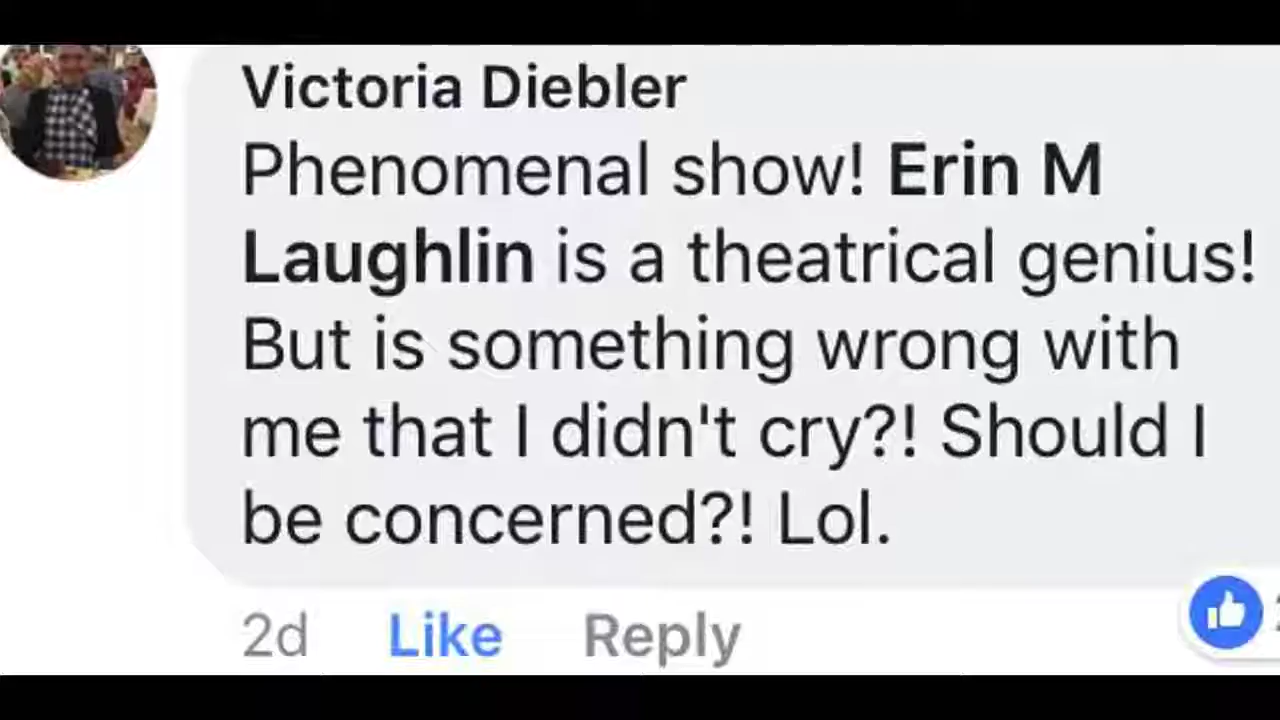 Victoria Diebler
Phenomenal show! Erin M
Laughlin is a theatrical genius!
But is something wrong with
me that I didn't cry?! Should I
be concerned?! Lol.
2d Like Reply